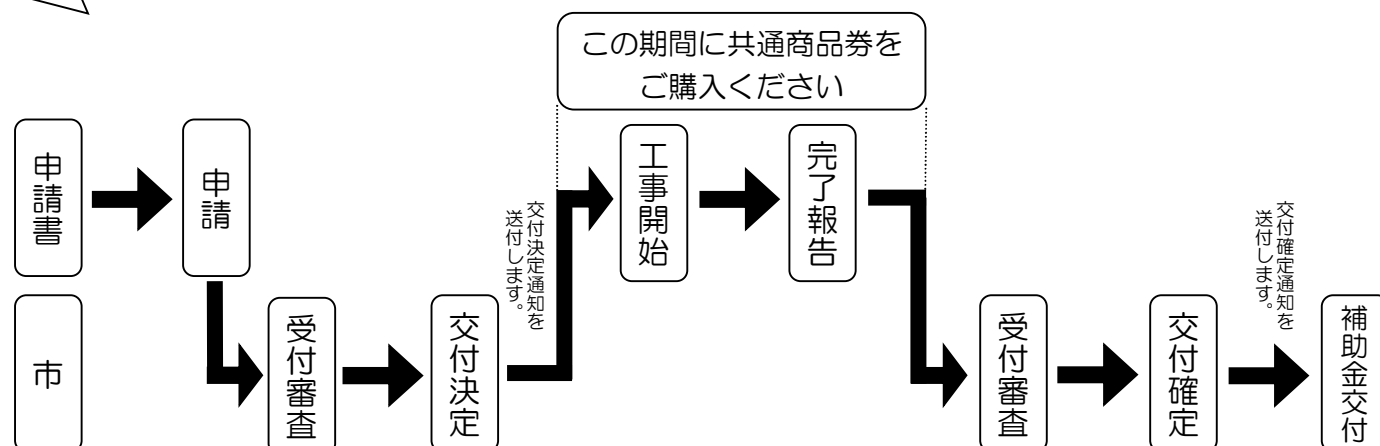 この期間に共通商品券を
ご購入ください
申請書
申請
工事開始
完了報告
交付決定通知を
送付します。
交付確定通知を
送付します。
市
受付審査
交付決定
受付審査
交付確定
補助金交付